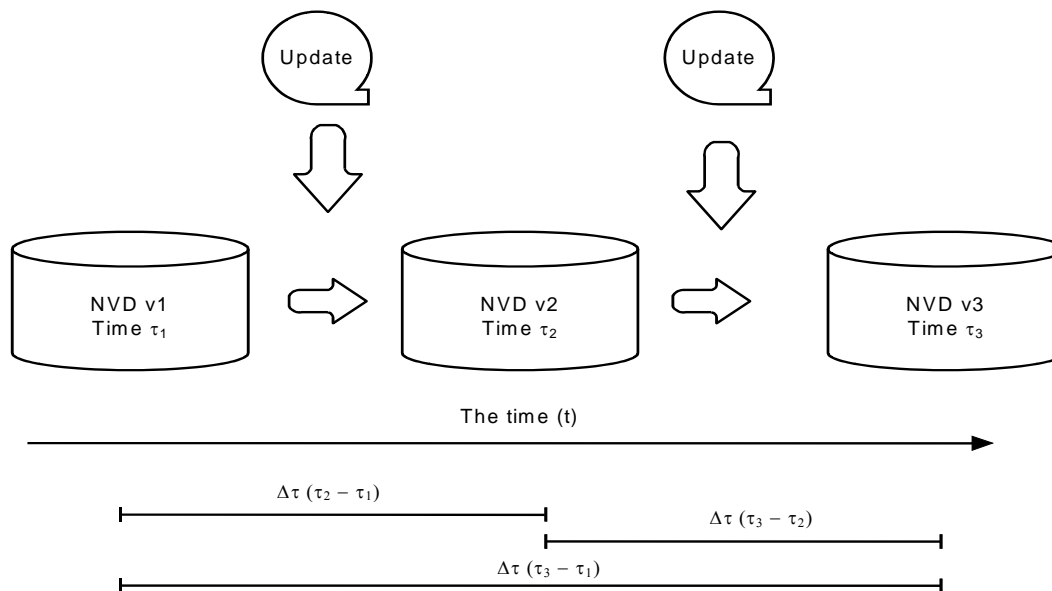 Update
Update
NVD v1
Time τ₁
NVD v2
Time τ₂
NVD v3
Time τ₃
The time (t)
Δτ (τ₂ – τ₁)
Δτ (τ₃ – τ₂)
Δτ (τ₃ – τ₁)